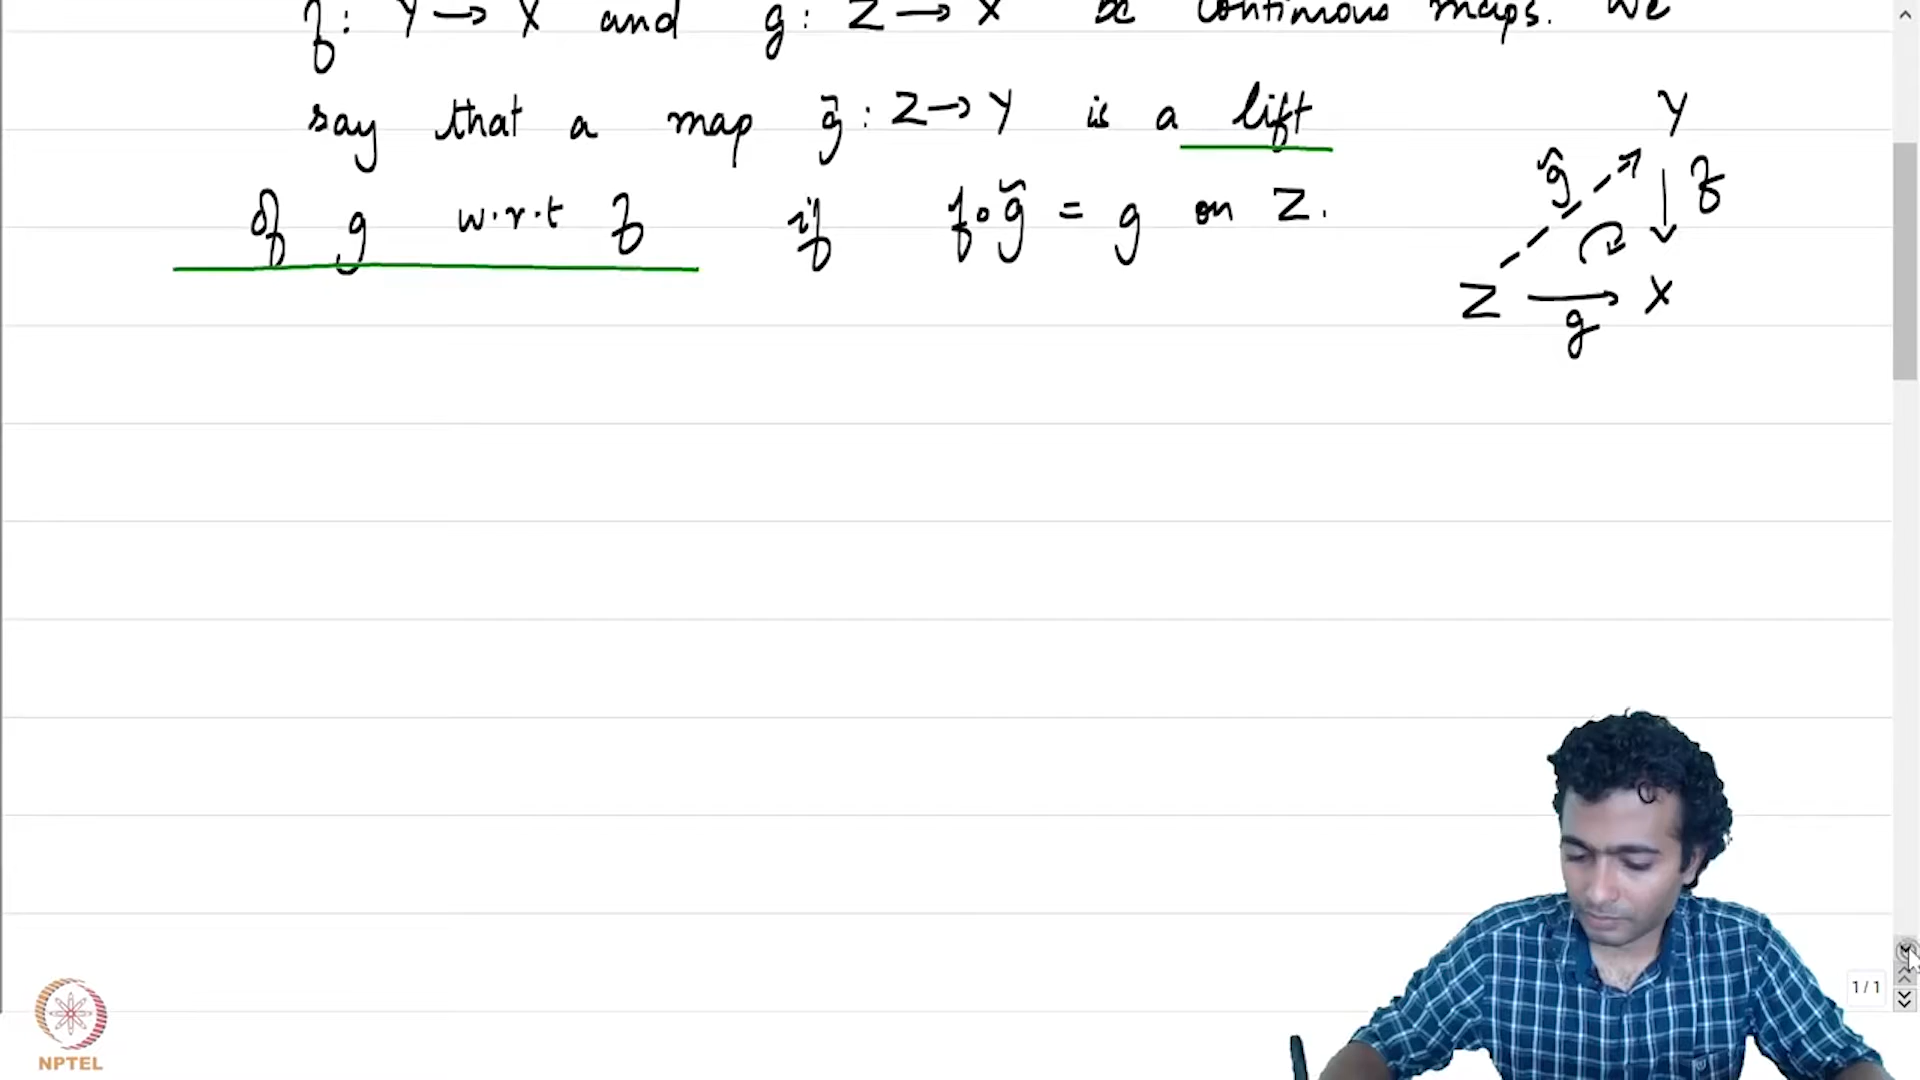 f: Y → X and g: Z → X be continuous maps. We
say that a map g̃: Z → Y is a lift
of g w.r.t f if f∘g̃ = g on Z.
Y
g̃ f
Z X
g
1 / 1
NPTEL